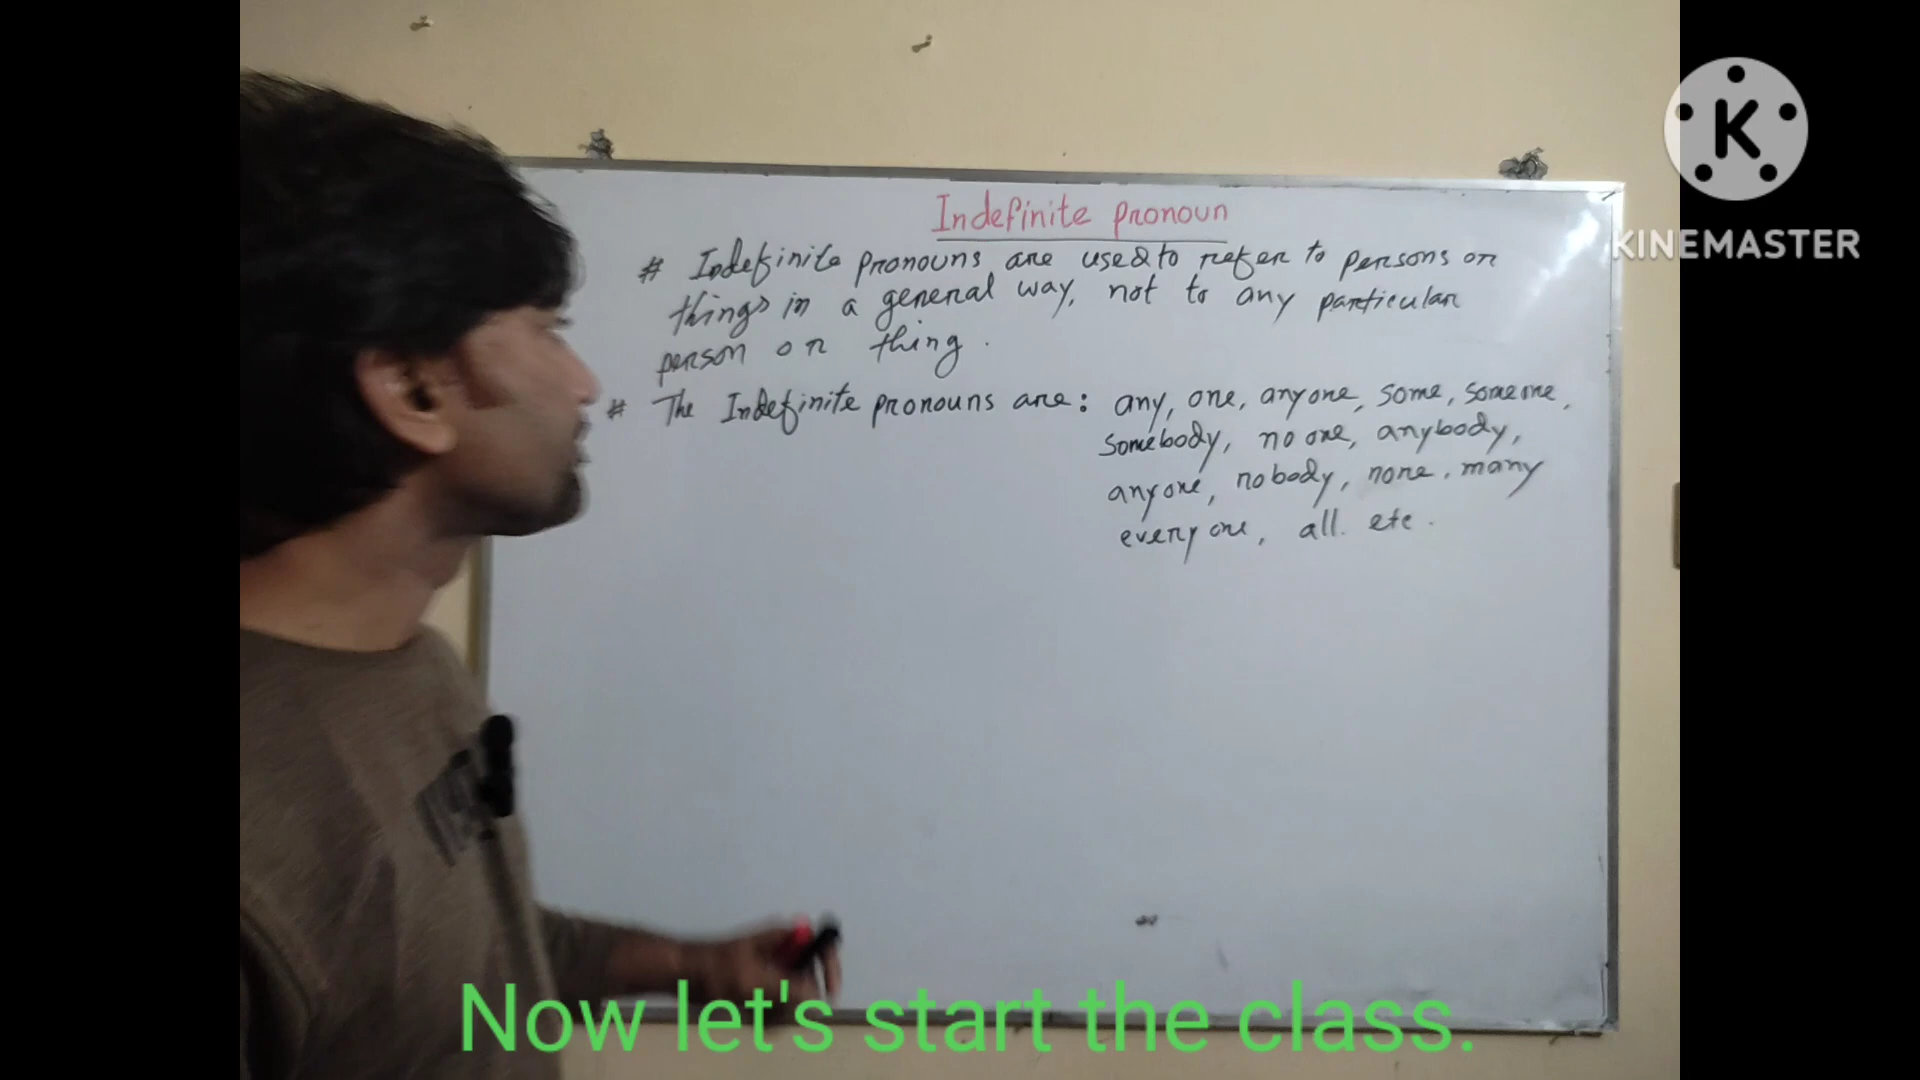 Indefinite pronoun
# Indefinite pronouns are used to refer to persons or
things in a general way, not to any particular
person or thing.
# The Indefinite pronouns are: any, one, anyone, some, someone,
somebody, no one, anybody,
anyone, nobody, none, many
everyone, all. etc.
K
KINEMASTER
Now let's start the class.